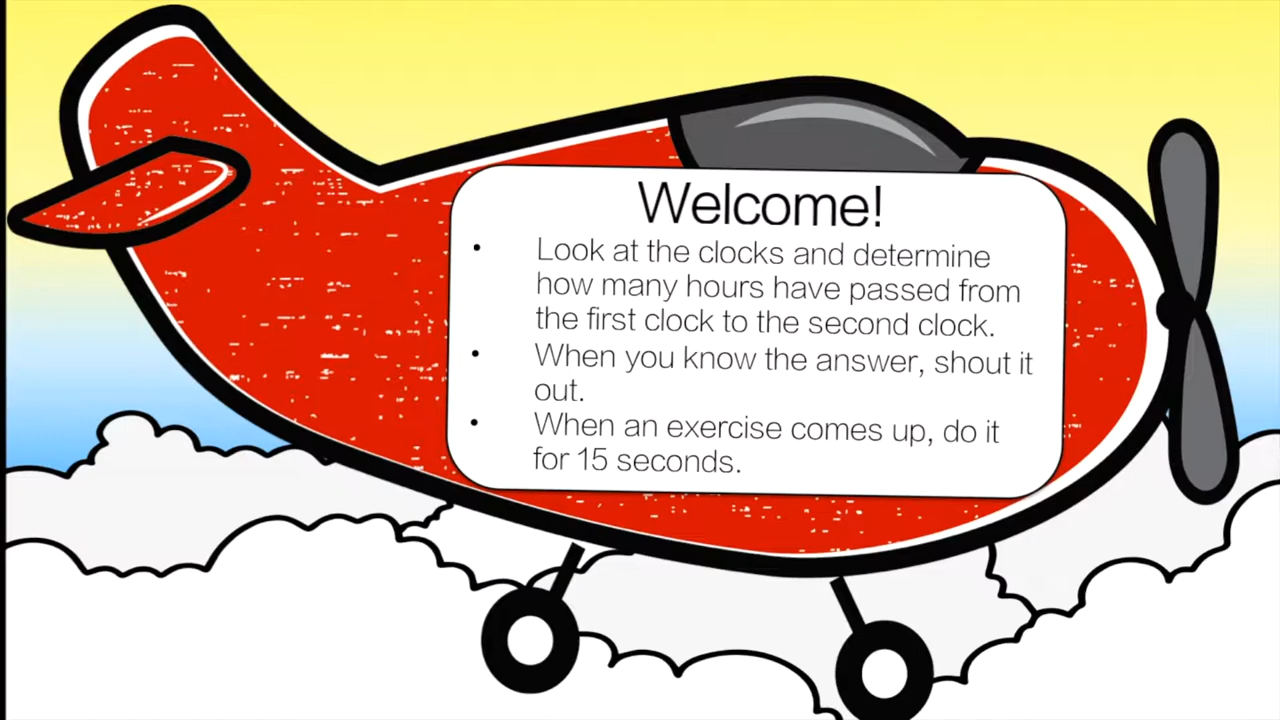 Welcome!
• Look at the clocks and determine
how many hours have passed from
the first clock to the second clock.
• When you know the answer, shout it
out.
• When an exercise comes up, do it
for 15 seconds.